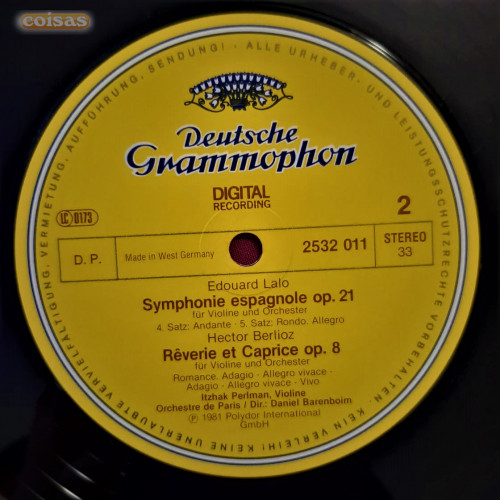 coisas
ALLE URHEBER- UND LEISTUNGSSCHUTZRECHTE VORBEHALTEN · KEIN VERLEIH! KEINE UNERLAUBTE VERVIELFÄLTIGUNG, VERMIETUNG, AUFFÜHRUNG, SENDUNG! ·
Deutsche
Grammophon
DIGITAL
RECORDING
LC 0173
2
D. P.
Made in West Germany
2532 011
STEREO
33
Edouard Lalo
Symphonie espagnole op. 21
für Violine und Orchester
4. Satz: Andante · 5. Satz: Rondo. Allegro
Hector Berlioz
Rêverie et Caprice op. 8
für Violine und Orchester
Romance. Adagio · Allegro vivace ·
Adagio · Allegro vivace · Vivo
Itzhak Perlman, Violine
Orchestre de Paris / Dir.: Daniel Barenboim
℗ 1981 Polydor International
GmbH